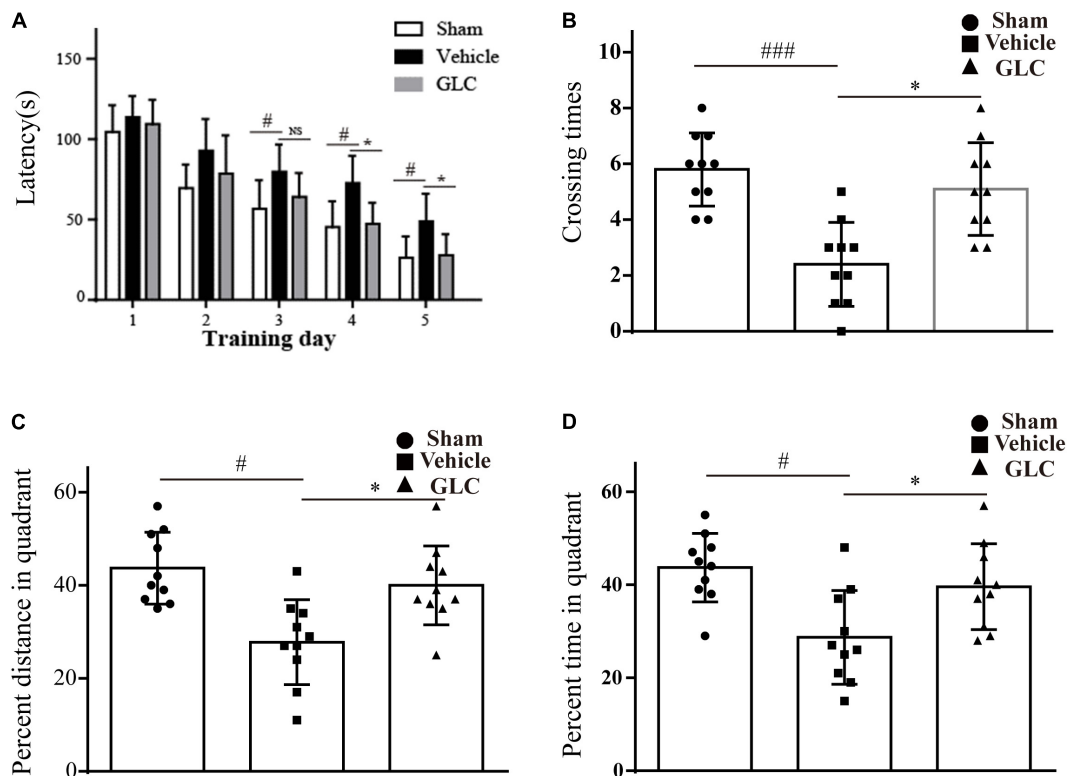 A
Sham
Vehicle
GLC
150
100
50
0
Latency(s)
# NS
# *
# *
1 2 3 4 5
Training day
B
Sham
Vehicle
GLC
10
8
6
4
2
0
Crossing times
###
*
C
Sham
Vehicle
GLC
60
40
20
0
Percent distance in quadrant
#
*
D
Sham
Vehicle
GLC
60
40
20
0
Percent time in quadrant
#
*